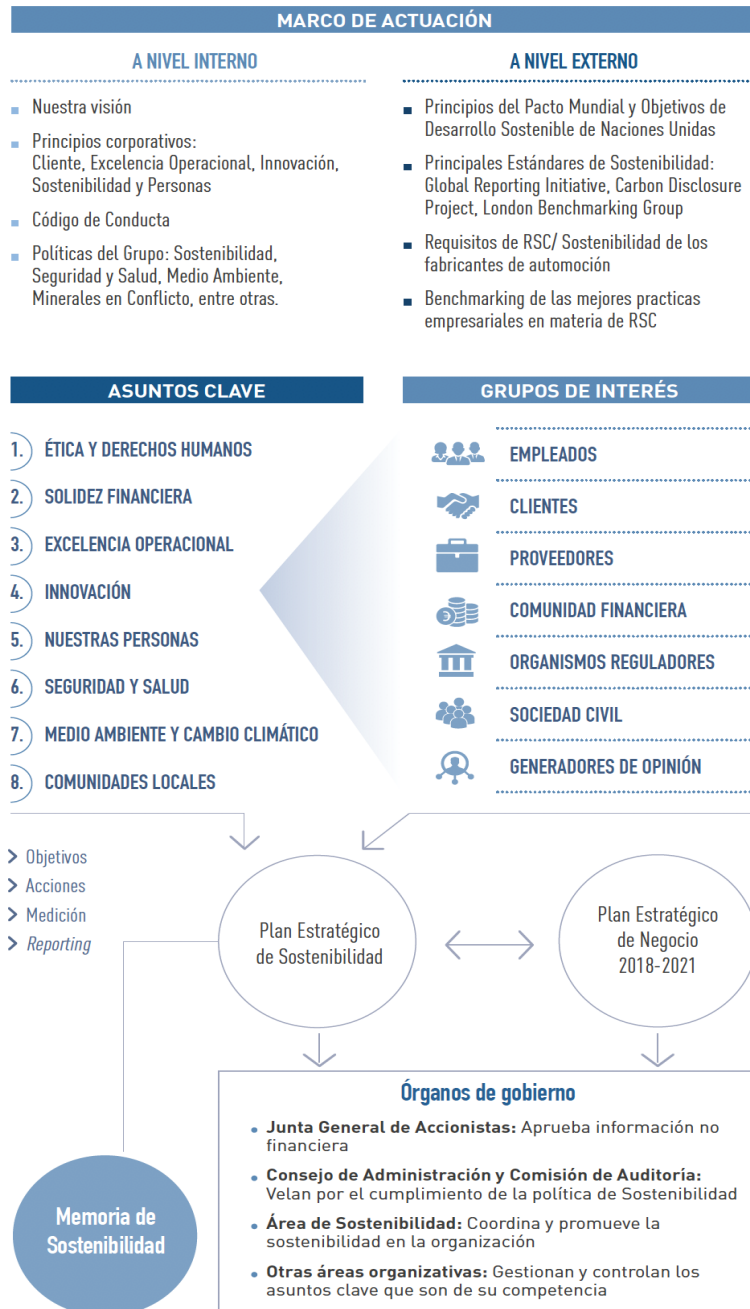 MARCO DE ACTUACIÓN
A NIVEL INTERNO
Nuestra visión
Principios corporativos:
Cliente, Excelencia Operacional, Innovación,
Sostenibilidad y Personas
Código de Conducta
Políticas del Grupo: Sostenibilidad,
Seguridad y Salud, Medio Ambiente,
Minerales en Conflicto, entre otras.
A NIVEL EXTERNO
Principios del Pacto Mundial y Objetivos de
Desarrollo Sostenible de Naciones Unidas
Principales Estándares de Sostenibilidad:
Global Reporting Initiative, Carbon Disclosure
Project, London Benchmarking Group
Requisitos de RSC/ Sostenibilidad de los
fabricantes de automoción
Benchmarking de las mejores practicas
empresariales en materia de RSC
ASUNTOS CLAVE
1. ÉTICA Y DERECHOS HUMANOS
2. SOLIDEZ FINANCIERA
3. EXCELENCIA OPERACIONAL
4. INNOVACIÓN
5. NUESTRAS PERSONAS
6. SEGURIDAD Y SALUD
7. MEDIO AMBIENTE Y CAMBIO CLIMÁTICO
8. COMUNIDADES LOCALES
GRUPOS DE INTERÉS
EMPLEADOS
CLIENTES
PROVEEDORES
COMUNIDAD FINANCIERA
ORGANISMOS REGULADORES
SOCIEDAD CIVIL
GENERADORES DE OPINIÓN
> Objetivos
> Acciones
> Medición
> Reporting
Plan Estratégico
de Sostenibilidad
Plan Estratégico
de Negocio
2018-2021
Órganos de gobierno
• Junta General de Accionistas: Aprueba información no
financiera
• Consejo de Administración y Comisión de Auditoría:
Velan por el cumplimiento de la política de Sostenibilidad
• Área de Sostenibilidad: Coordina y promueve la
sostenibilidad en la organización
• Otras áreas organizativas: Gestionan y controlan los
asuntos clave que son de su competencia
Memoria de
Sostenibilidad